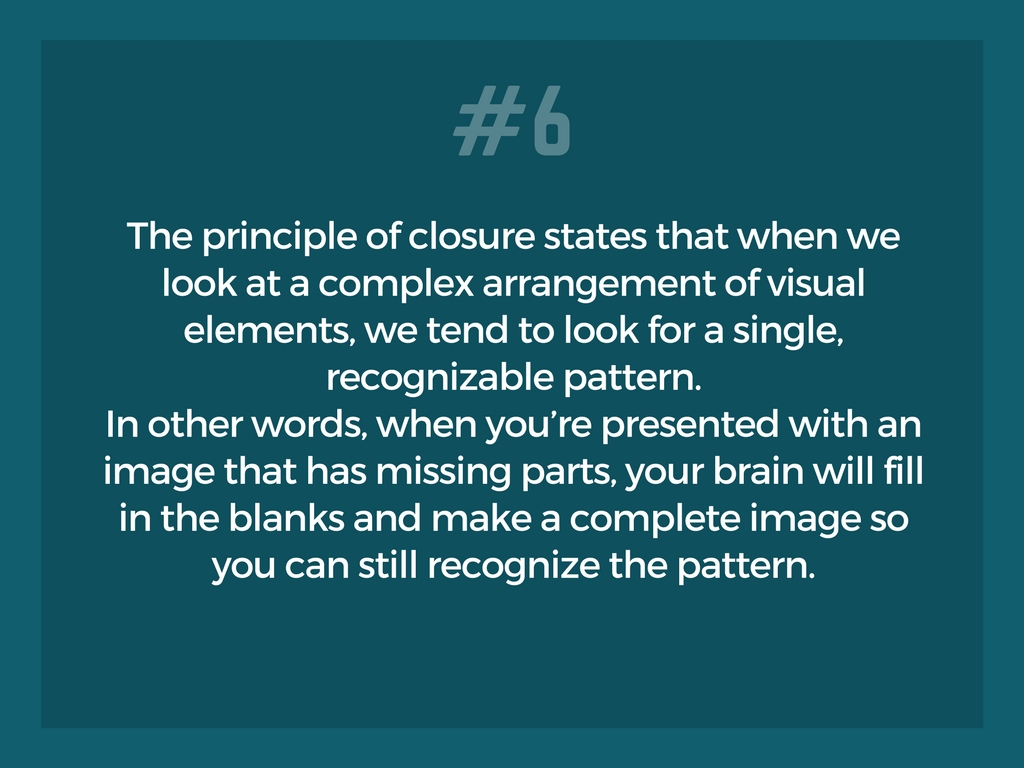 #6
The principle of closure states that when we
look at a complex arrangement of visual
elements, we tend to look for a single,
recognizable pattern.
In other words, when you’re presented with an
image that has missing parts, your brain will fill
in the blanks and make a complete image so
you can still recognize the pattern.